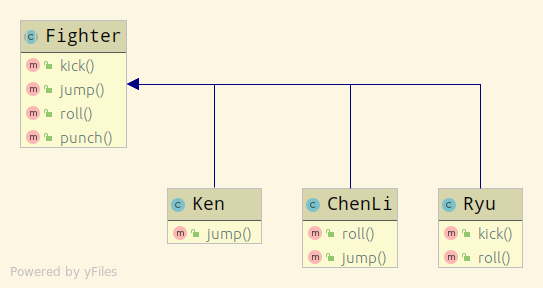 Fighter
kick()
jump()
roll()
punch()
Ken
jump()
ChenLi
roll()
jump()
Ryu
kick()
roll()
Powered by yFiles